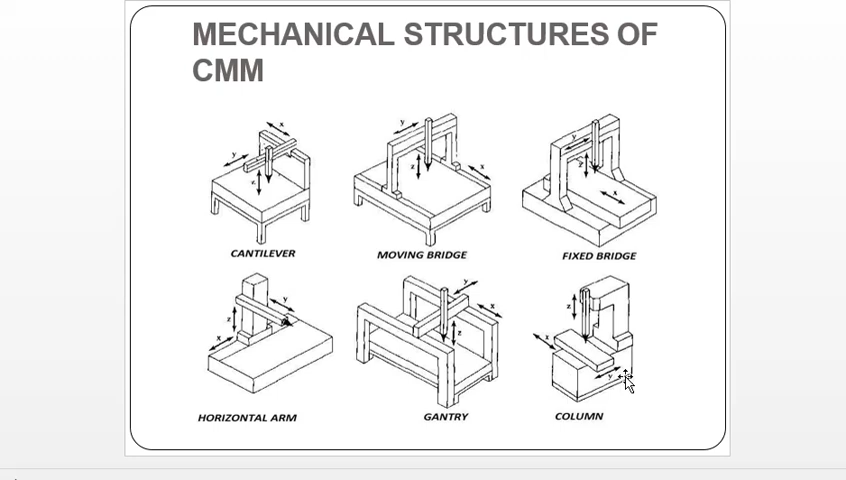 MECHANICAL STRUCTURES OF
CMM
x
y
z
CANTILEVER
y
z
x
MOVING BRIDGE
y
z
x
FIXED BRIDGE
y
z
x
HORIZONTAL ARM
y
x
z
GANTRY
z
x
y
COLUMN